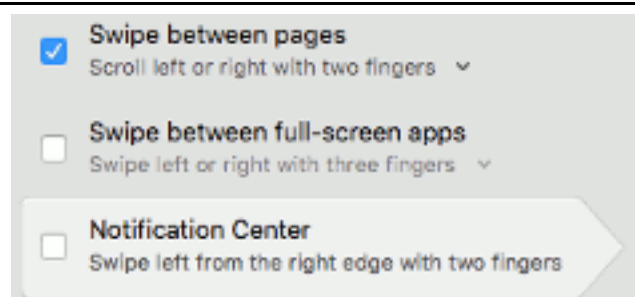 Swipe between pages
Scroll left or right with two fingers
Swipe between full-screen apps
Swipe left or right with three fingers
Notification Center
Swipe left from the right edge with two fingers